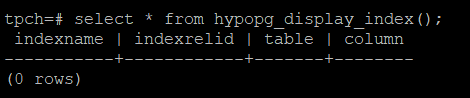 tpch=# select * from hypopg_display_index();
 indexname | indexrelid | table | column
-----------+------------+-------+--------
(0 rows)